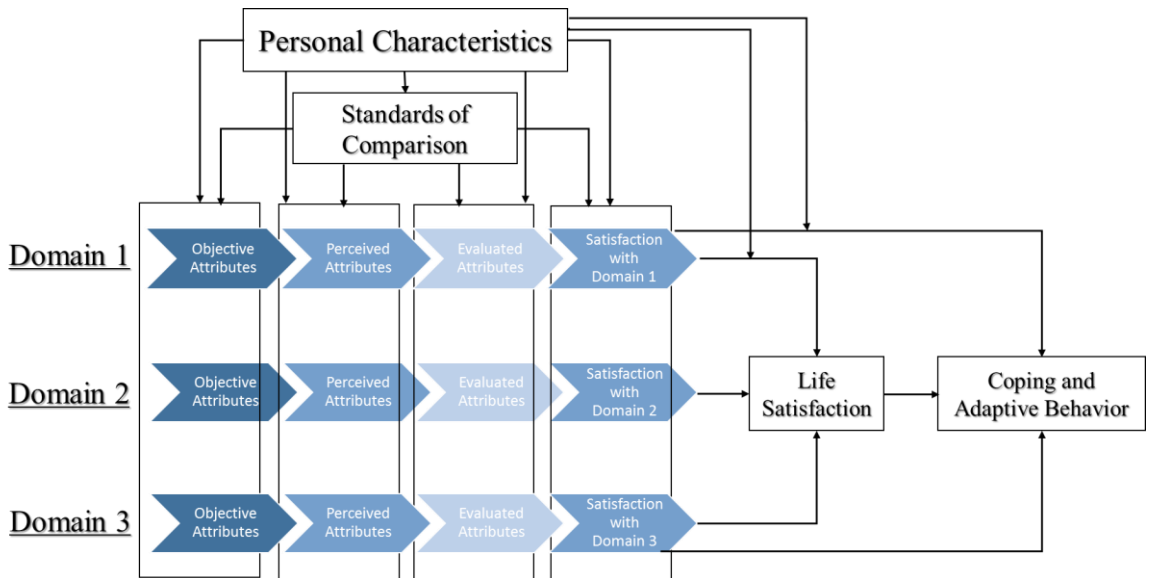 Personal Characteristics
Standards of
Comparison
Domain 1
Objective
Attributes
Perceived
Attributes
Evaluated
Attributes
Satisfaction
with
Domain 1
Domain 2
Objective
Attributes
Perceived
Attributes
Evaluated
Attributes
Satisfaction
with
Domain 2
Life
Satisfaction
Coping and
Adaptive Behavior
Domain 3
Objective
Attributes
Perceived
Attributes
Evaluated
Attributes
Satisfaction
with
Domain 3